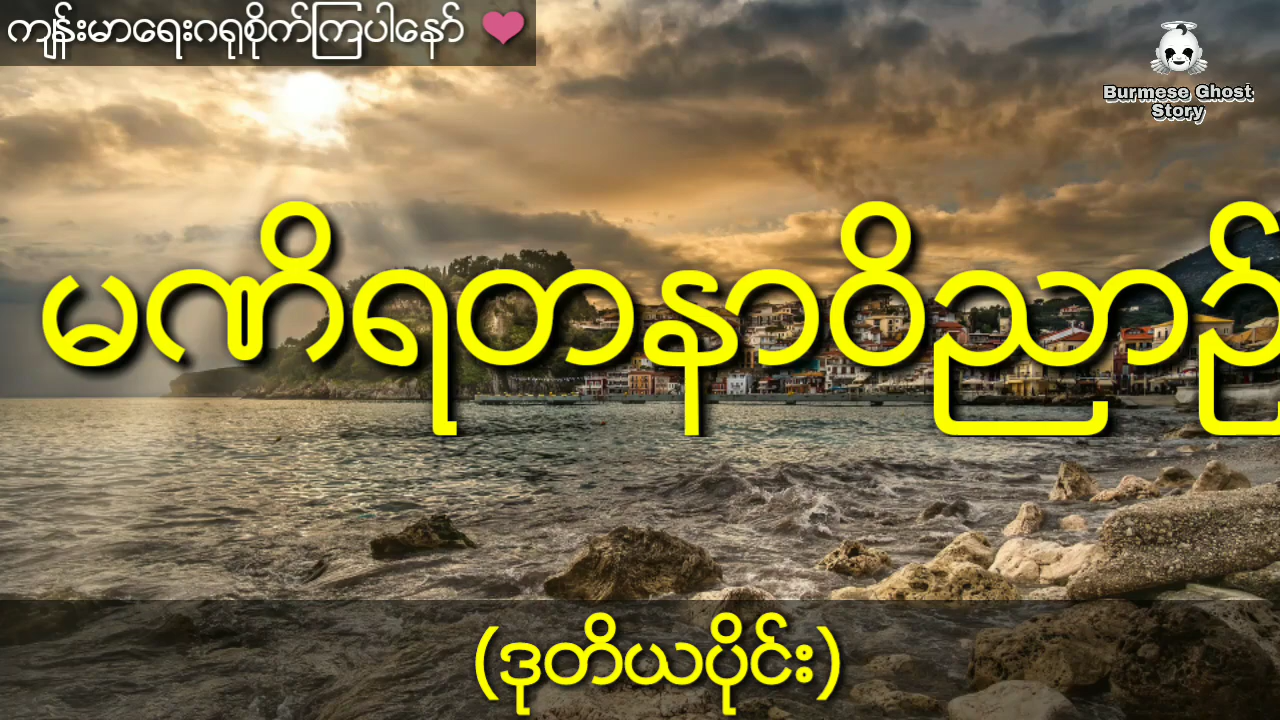 ကျန်းမာရေးဂရုစိုက်ကြပါနော် ❤
Burmese Ghost
Story
မဏိရတနာဝိညာဉ်
(ဒုတိယပိုင်း)